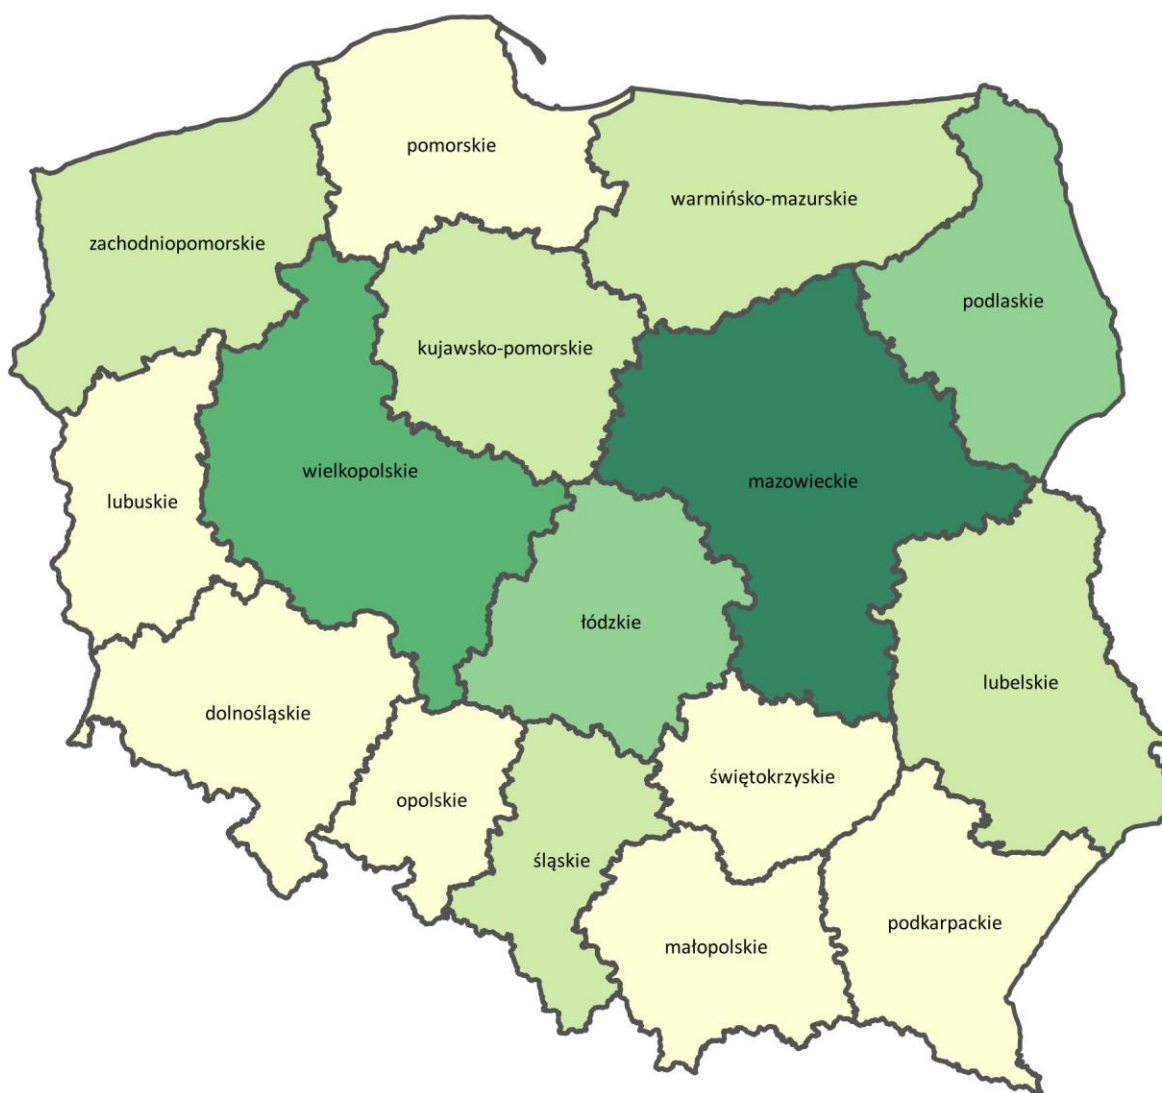 pomorskie
warmińsko-mazurskie
zachodniopomorskie
podlaskie
kujawsko-pomorskie
wielkopolskie
mazowieckie
lubuskie
łódzkie
lubelskie
dolnośląskie
świętokrzyskie
opolskie
śląskie
podkarpackie
małopolskie